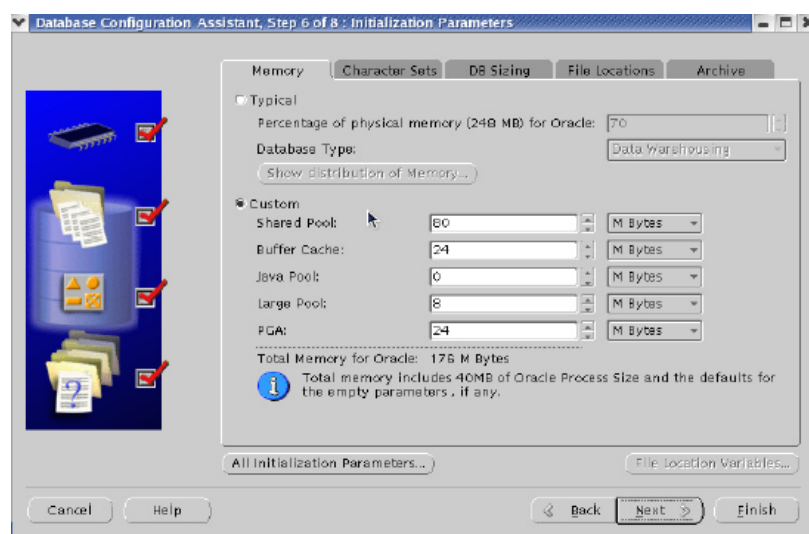 Database Configuration Assistant, Step 6 of 8 : Initialization Parameters
Memory Character Sets DB Sizing File Locations Archive
Typical
Percentage of physical memory (248 MB) for Oracle: 70
Database Type: Data Warehousing
Show distribution of Memory...
Custom
Shared Pool: 80 M Bytes
Buffer Cache: 24 M Bytes
Java Pool: 0 M Bytes
Large Pool: 8 M Bytes
PGA: 24 M Bytes
Total Memory for Oracle: 176 M Bytes
Total memory includes 40MB of Oracle Process Size and the defaults for
the empty parameters , if any.
All Initialization Parameters... File Location Variables...
Cancel Help Back Next Finish